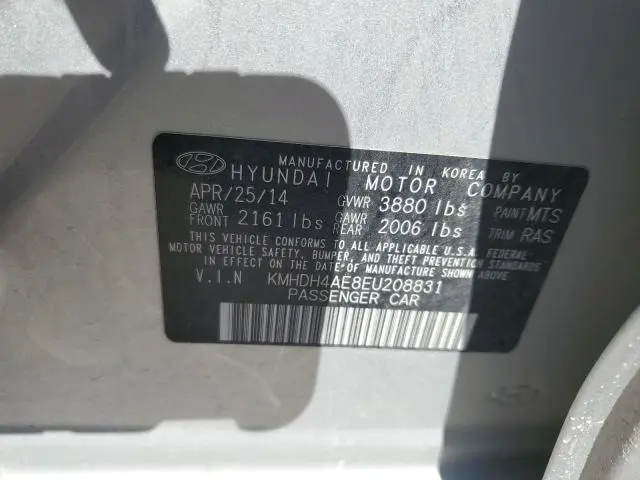 MANUFACTURED IN KOREA BY
HYUNDAI MOTOR COMPANY
APR/25/14 GVWR 3880 lbs PAINT MTS
GAWR FRONT 2161 lbs GAWR REAR 2006 lbs TRIM RAS
THIS VEHICLE CONFORMS TO ALL APPLICABLE U.S.A. FEDERAL
MOTOR VEHICLE SAFETY, BUMPER, AND THEFT PREVENTION STANDARDS
IN EFFECT ON THE DATE OF MANUFACTURE SHOWN ABOVE
V.I.N KMHDH4AE8EU208831
PASSENGER CAR